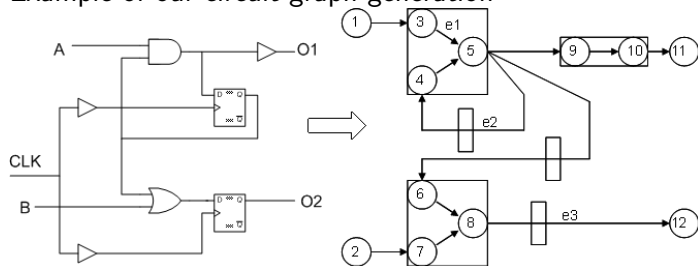 Example of our circuit graph generation
A
O1
D Q
Q
CLK
B
D Q
Q
O2
1
3
e1
5
4
9
10
11
e2
6
8
7
2
e3
12